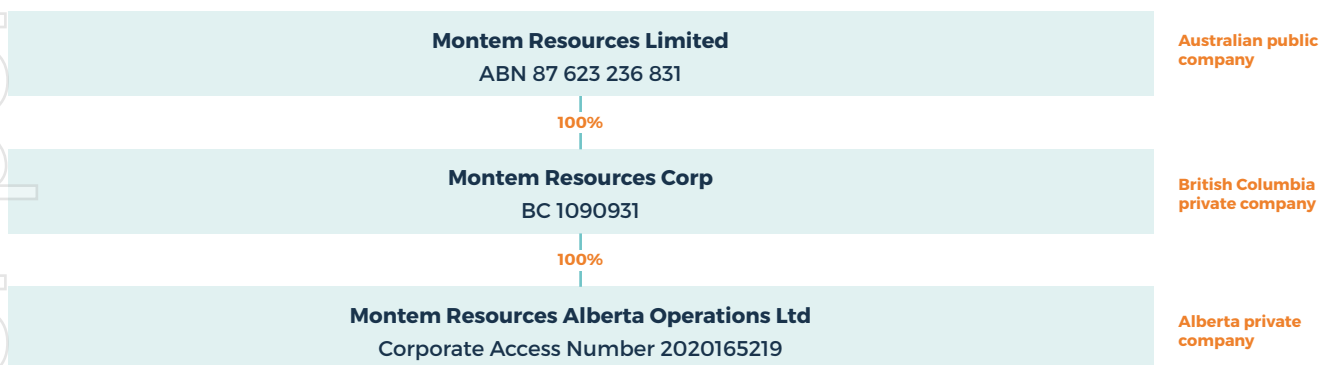 Montem Resources Limited
ABN 87 623 236 831
Australian public
company
100%
Montem Resources Corp
BC 1090931
British Columbia
private company
100%
Montem Resources Alberta Operations Ltd
Corporate Access Number 2020165219
Alberta private
company